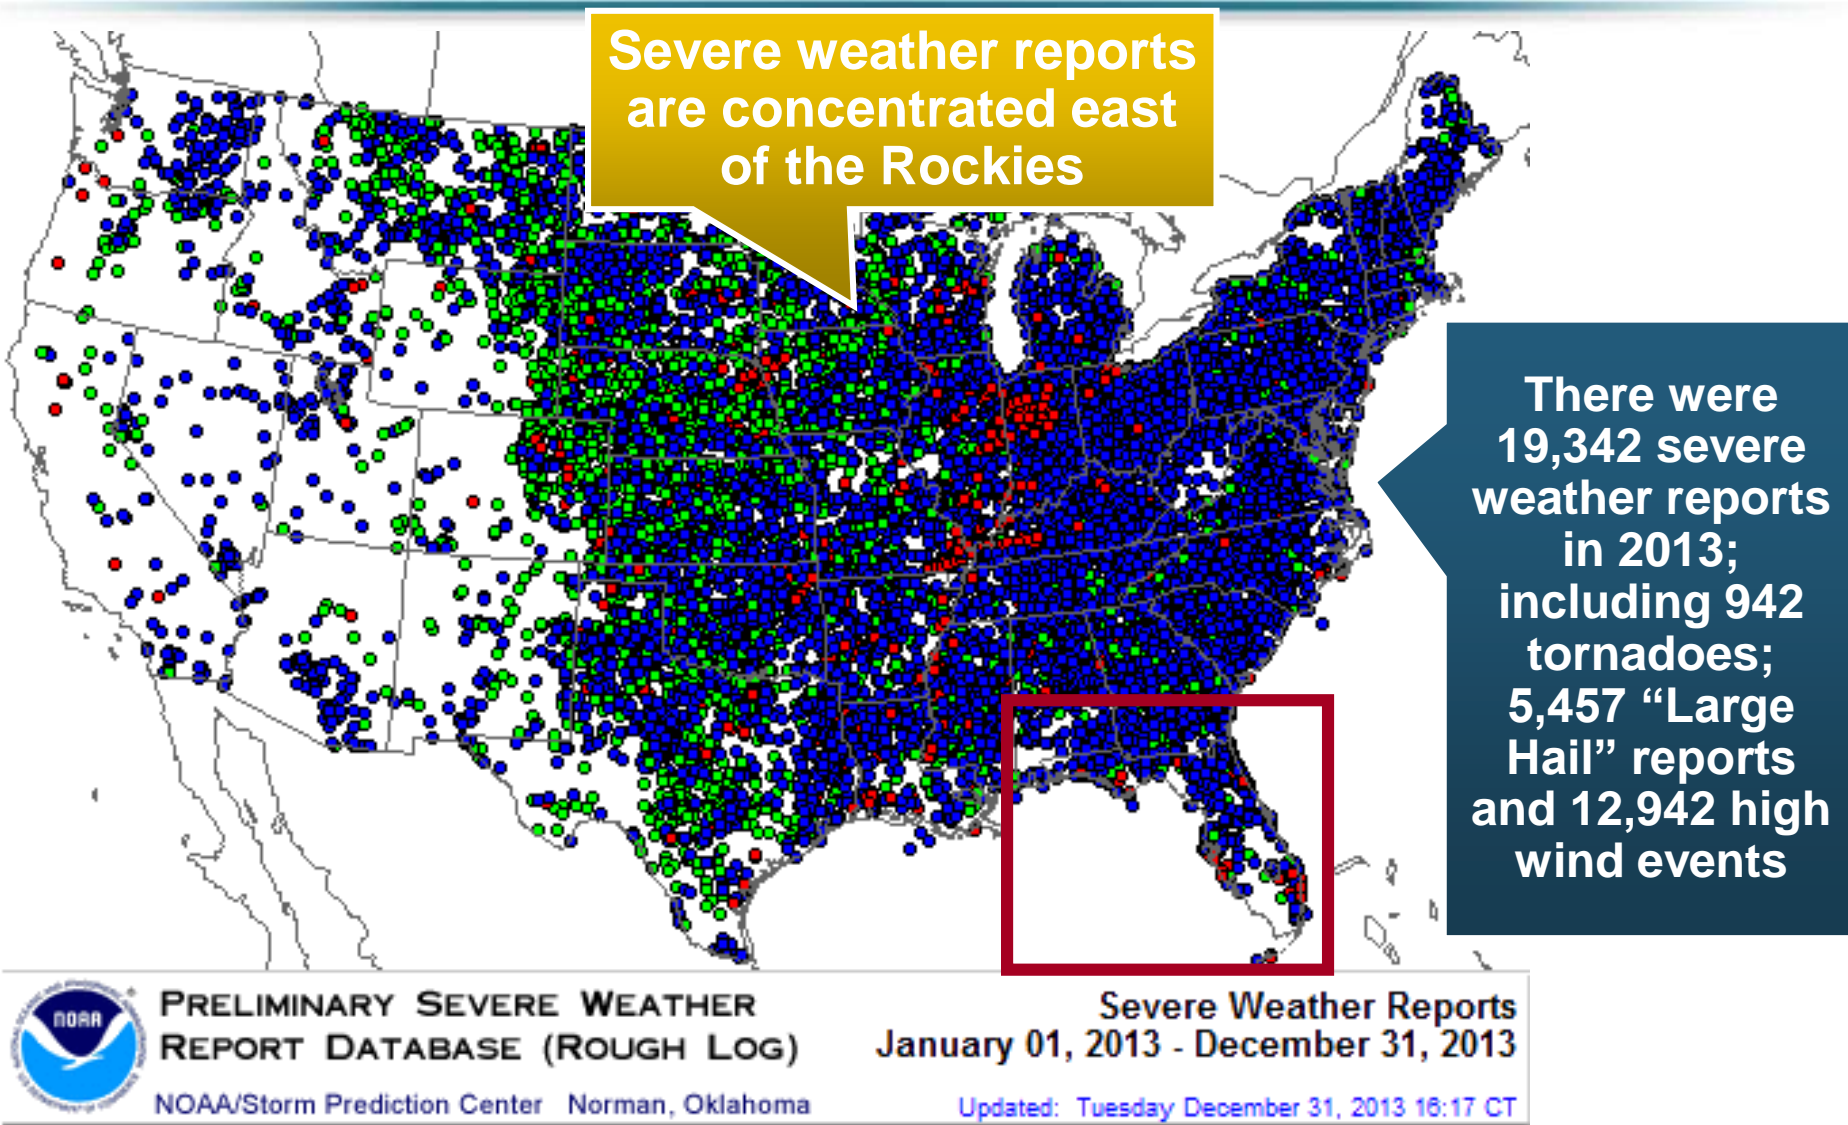 Severe weather reports
are concentrated east
of the Rockies
There were
19,342 severe
weather reports
in 2013;
including 942
tornadoes;
5,457 “Large
Hail” reports
and 12,942 high
wind events
NOAA
PRELIMINARY SEVERE WEATHER
REPORT DATABASE (ROUGH LOG)
NOAA/Storm Prediction Center Norman, Oklahoma
Severe Weather Reports
January 01, 2013 - December 31, 2013
Updated: Tuesday December 31, 2013 16:17 CT